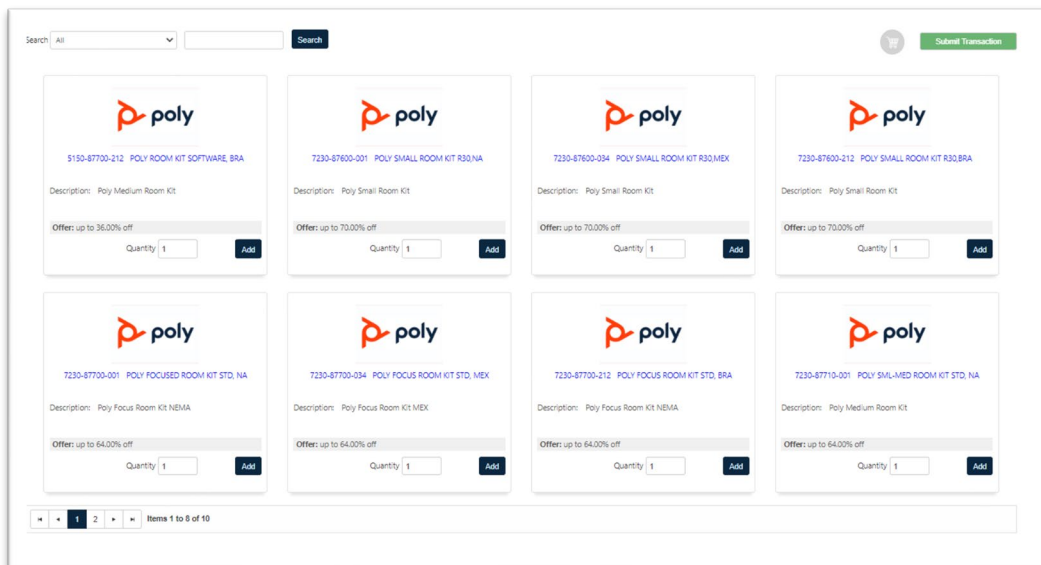 Search All Search Submit Transaction
poly poly poly poly
5150-87700-212 POLY ROOM KIT SOFTWARE, BRA 7230-87600-001 POLY SMALL ROOM KIT R30,NA 7230-87600-034 POLY SMALL ROOM KIT R30,MEX 7230-87600-212 POLY SMALL ROOM KIT R30,BRA
Description: Poly Medium Room Kit Description: Poly Small Room Kit Description: Poly Small Room Kit Description: Poly Small Room Kit
Offer: up to 36.00% off Offer: up to 70.00% off Offer: up to 70.00% off Offer: up to 70.00% off
Quantity 1 Add Quantity 1 Add Quantity 1 Add Quantity 1 Add
poly poly poly poly
7230-87700-001 POLY FOCUSED ROOM KIT STD, NA 7230-87700-034 POLY FOCUS ROOM KIT STD, MEX 7230-87700-212 POLY FOCUS ROOM KIT STD, BRA 7230-87710-001 POLY SML-MED ROOM KIT STD, NA
Description: Poly Focus Room Kit NEMA Description: Poly Focus Room Kit MEX Description: Poly Focus Room Kit NEMA Description: Poly Medium Room Kit
Offer: up to 64.00% off Offer: up to 64.00% off Offer: up to 64.00% off Offer: up to 64.00% off
Quantity 1 Add Quantity 1 Add Quantity 1 Add Quantity 1 Add
1 2 Items 1 to 8 of 10